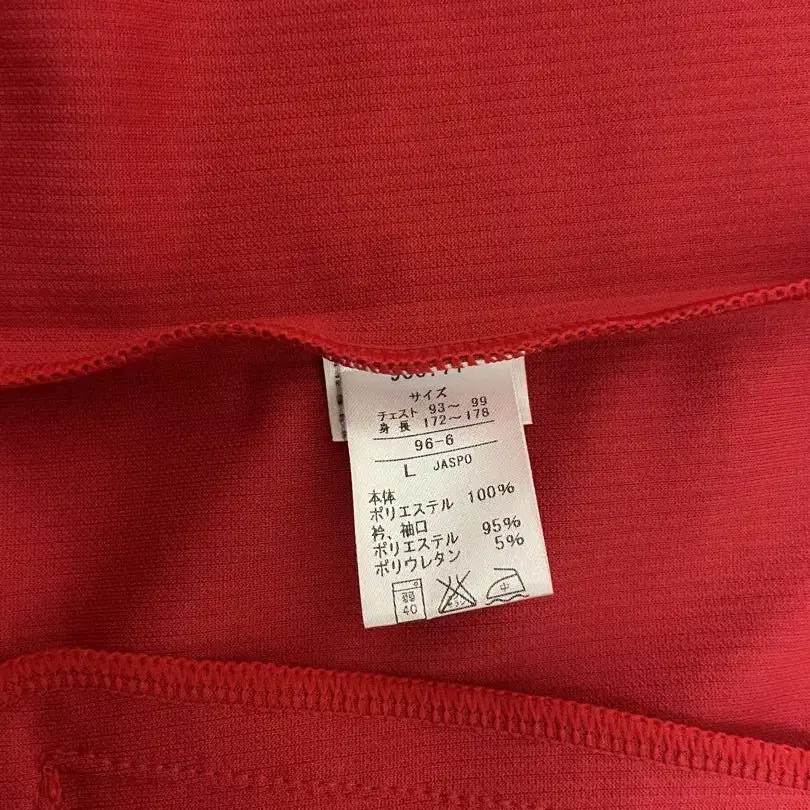 サイズ
チェスト 93〜 99
身 長 172〜178
96-6
L JASPO
本体
ポリエステル 100%
衿、袖口
ポリエステル 95%
ポリウレタン 5%
弱
40
中